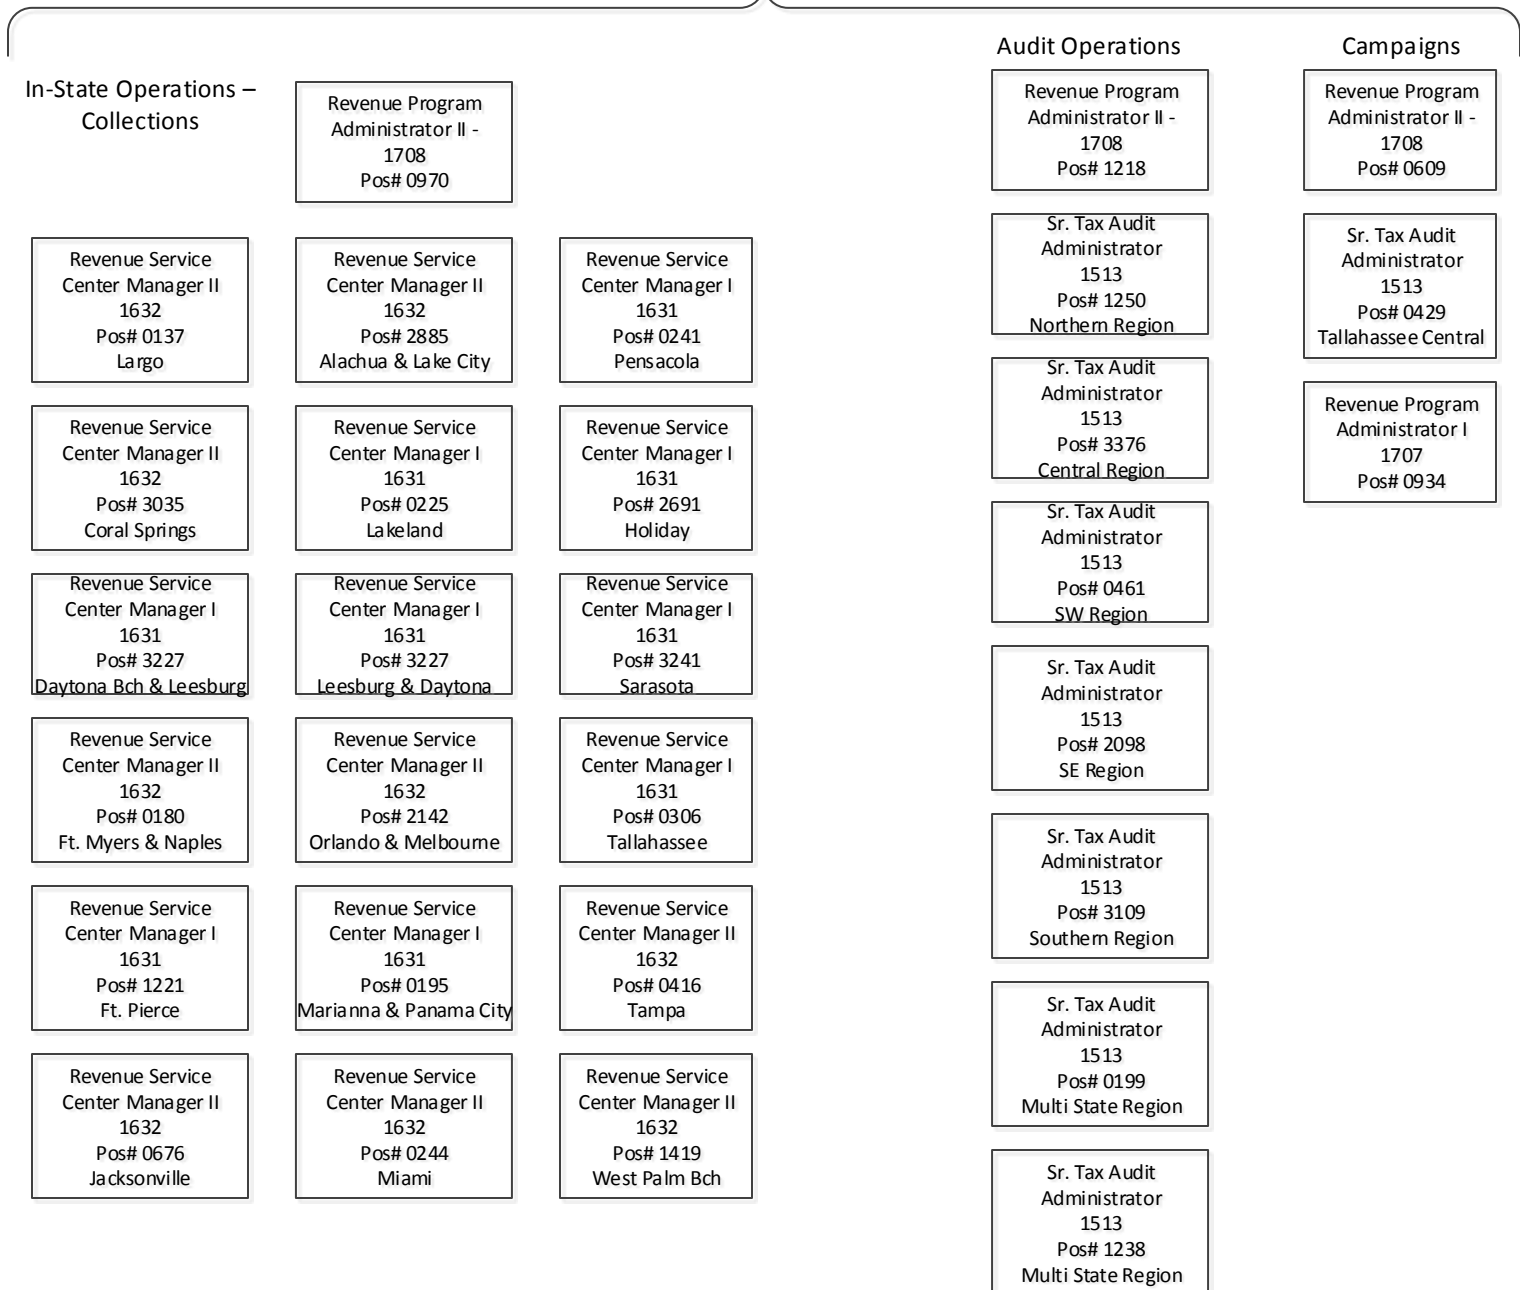 In-State Operations –
Collections
Revenue Program
Administrator II -
1708
Pos# 0970
Revenue Service
Center Manager II
1632
Pos# 0137
Largo
Revenue Service
Center Manager II
1632
Pos# 2885
Alachua & Lake City
Revenue Service
Center Manager I
1631
Pos# 0241
Pensacola
Revenue Service
Center Manager II
1632
Pos# 3035
Coral Springs
Revenue Service
Center Manager I
1631
Pos# 0225
Lakeland
Revenue Service
Center Manager I
1631
Pos# 2691
Holiday
Revenue Service
Center Manager I
1631
Pos# 3227
Daytona Bch & Leesburg
Revenue Service
Center Manager I
1631
Pos# 3227
Leesburg & Daytona
Revenue Service
Center Manager I
1631
Pos# 3241
Sarasota
Revenue Service
Center Manager II
1632
Pos# 0180
Ft. Myers & Naples
Revenue Service
Center Manager II
1632
Pos# 2142
Orlando & Melbourne
Revenue Service
Center Manager I
1631
Pos# 0306
Tallahassee
Revenue Service
Center Manager I
1631
Pos# 1221
Ft. Pierce
Revenue Service
Center Manager I
1631
Pos# 0195
Marianna & Panama City
Revenue Service
Center Manager II
1632
Pos# 0416
Tampa
Revenue Service
Center Manager II
1632
Pos# 0676
Jacksonville
Revenue Service
Center Manager II
1632
Pos# 0244
Miami
Revenue Service
Center Manager II
1632
Pos# 1419
West Palm Bch
Audit Operations
Revenue Program
Administrator II -
1708
Pos# 1218
Sr. Tax Audit
Administrator
1513
Pos# 1250
Northern Region
Sr. Tax Audit
Administrator
1513
Pos# 3376
Central Region
Sr. Tax Audit
Administrator
1513
Pos# 0461
SW Region
Sr. Tax Audit
Administrator
1513
Pos# 2098
SE Region
Sr. Tax Audit
Administrator
1513
Pos# 3109
Southern Region
Sr. Tax Audit
Administrator
1513
Pos# 0199
Multi State Region
Sr. Tax Audit
Administrator
1513
Pos# 1238
Multi State Region
Campaigns
Revenue Program
Administrator II -
1708
Pos# 0609
Sr. Tax Audit
Administrator
1513
Pos# 0429
Tallahassee Central
Revenue Program
Administrator I
1707
Pos# 0934